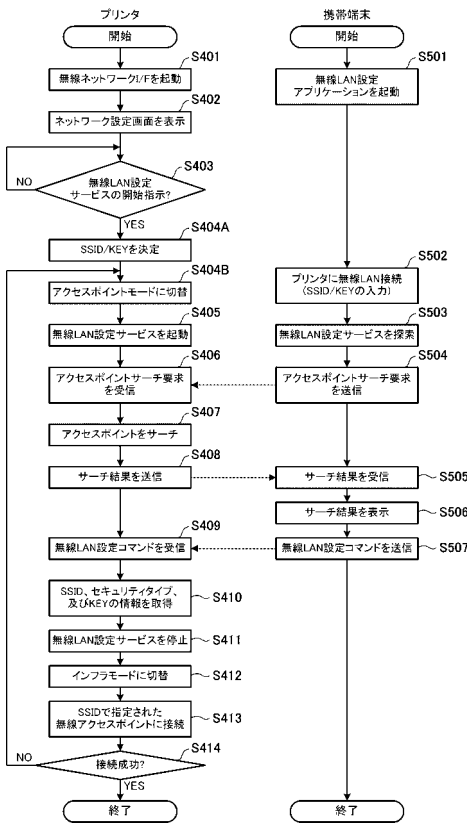 プリンタ
開始
S401
無線ネットワークI/Fを起動
S402
ネットワーク設定画面を表示
S403
無線LAN設定
サービスの開始指示?
NO
YES
S404A
SSID/KEYを決定
S404B
アクセスポイントモードに切替
S405
無線LAN設定サービスを起動
S406
アクセスポイントサーチ要求
を受信
S407
アクセスポイントをサーチ
S408
サーチ結果を送信
S409
無線LAN設定コマンドを受信
SSID、セキュリティタイプ、
及びKEYの情報を取得
S410
無線LAN設定サービスを停止
S411
インフラモードに切替
S412
SSIDで指定された
無線アクセスポイントに接続
S413
S414
接続成功?
NO
YES
終了
携帯端末
開始
S501
無線LAN設定
アプリケーションを起動
S502
プリンタに無線LAN接続
(SSID/KEYの入力)
S503
無線LAN設定サービスを探索
S504
アクセスポイントサーチ要求
を送信
サーチ結果を受信
S505
サーチ結果を表示
S506
無線LAN設定コマンドを送信
S507
終了